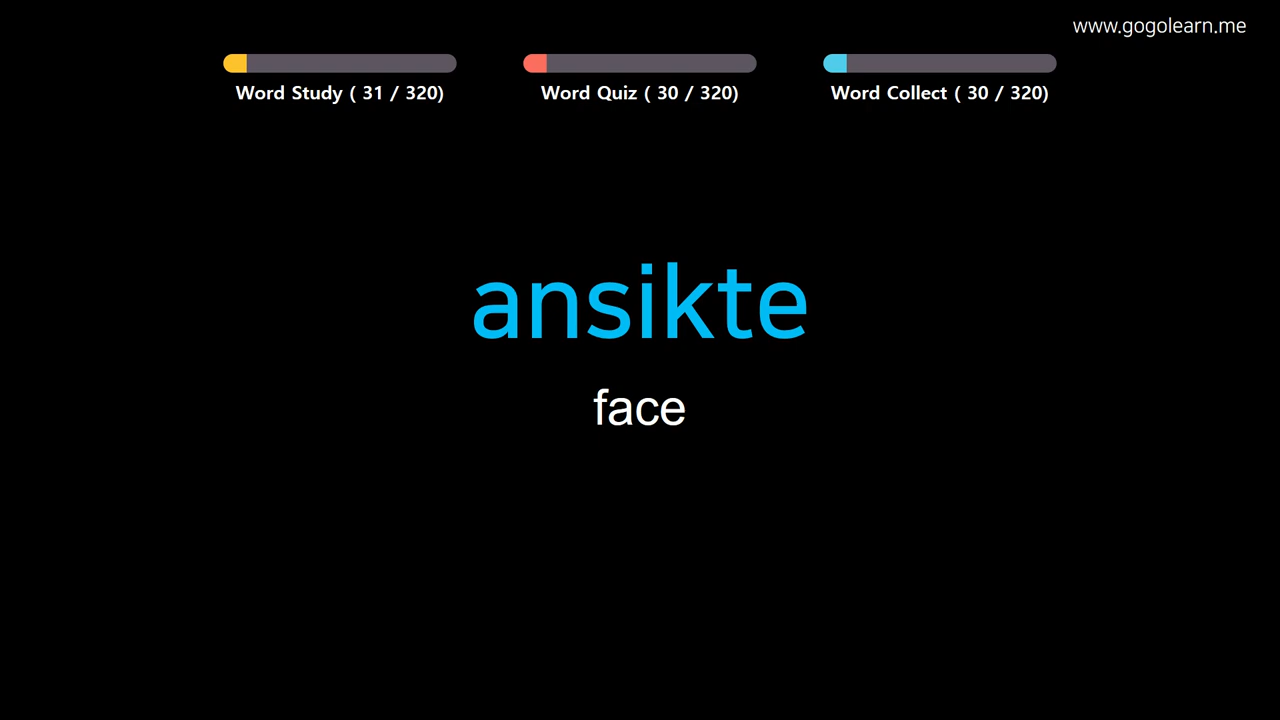 www.gogolearn.me
Word Study ( 31 / 320)
Word Quiz ( 30 / 320)
Word Collect ( 30 / 320)
ansikte
face